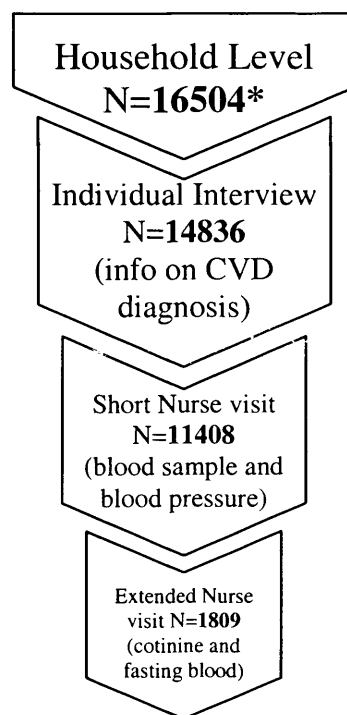 Household Level
N=16504*
Individual Interview
N=14836
(info on CVD
diagnosis)
Short Nurse visit
N=11408
(blood sample and
blood pressure)
Extended Nurse
visit N=1809
(cotinine and
fasting blood)